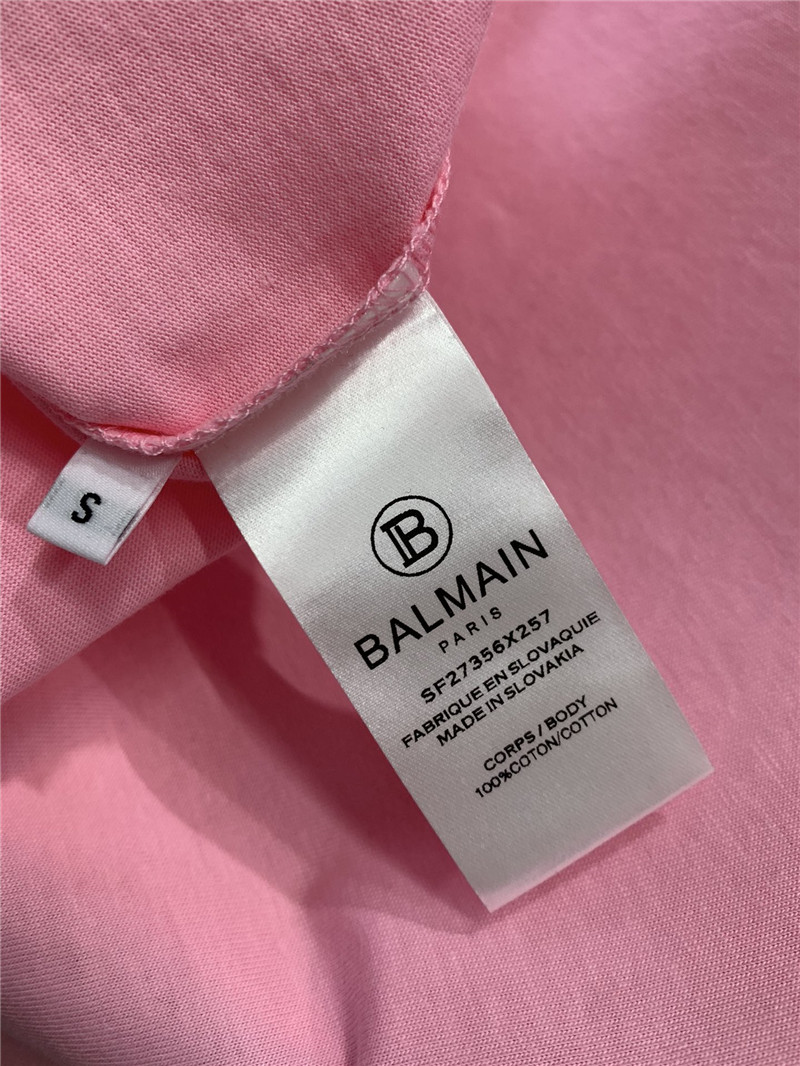 S
B
BALMAIN
PARIS
SF27356X257
FABRIQUE EN SLOVAQUIE
MADE IN SLOVAKIA
CORPS / BODY
100%COTON/COTTON